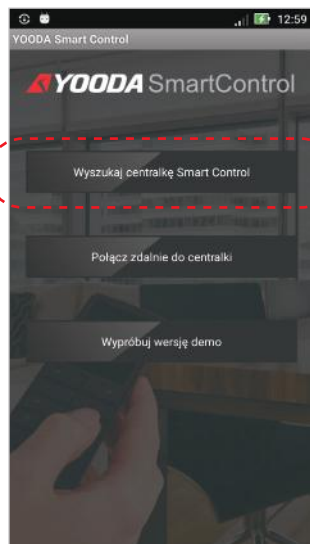 12:59
YOODA Smart Control
YOODA SmartControl
Wyszukaj centralkę Smart Control
Połącz zdalnie do centralki
Wypróbuj wersję demo